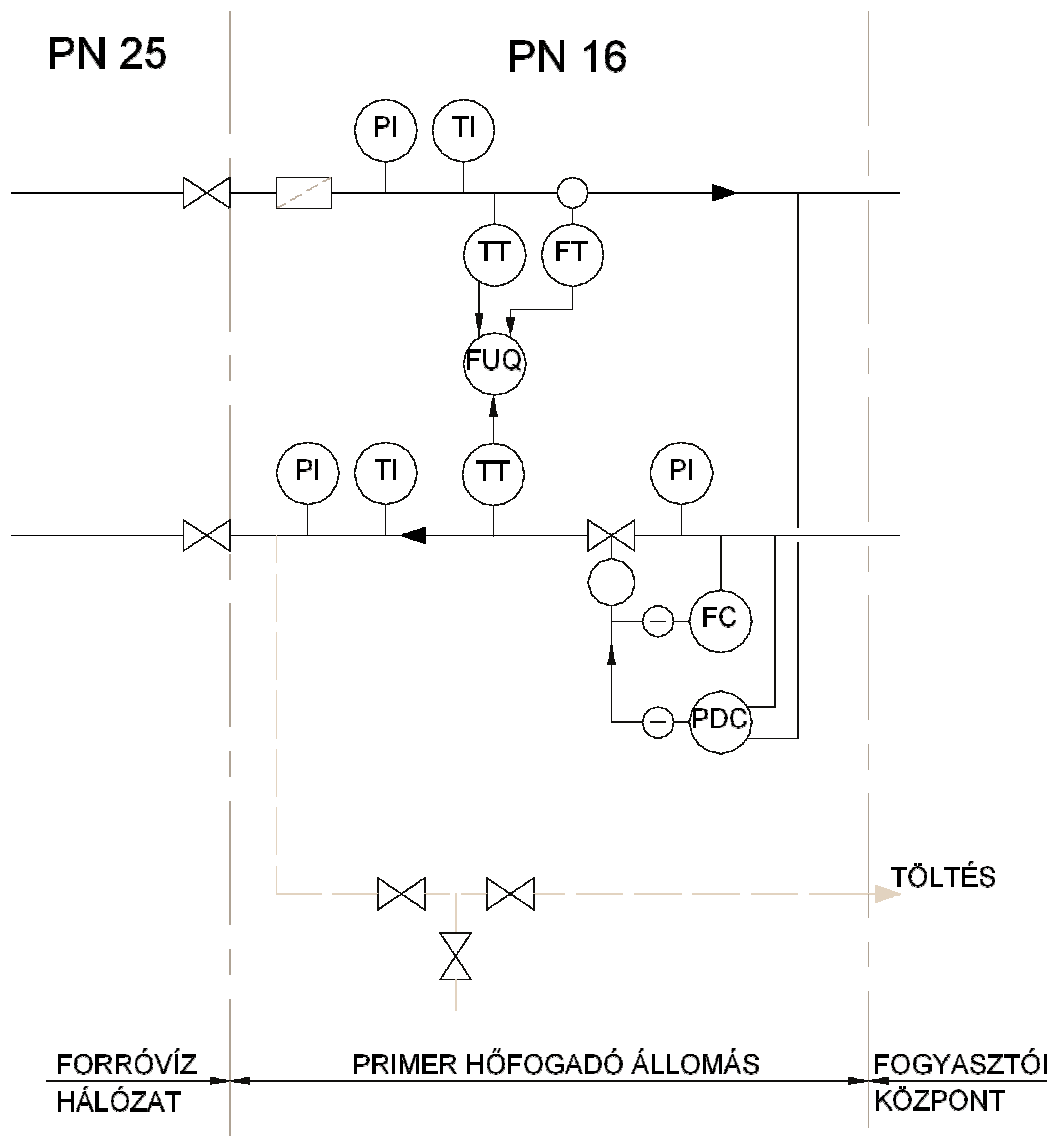 PN 25
PN 16
PI
TI
TT
FT
FUQ
PI
TI
TT
PI
FC
PDC
TÖLTÉS
FORRÓVÍZ
HÁLÓZAT
PRIMER HŐFOGADÓ ÁLLOMÁS
FOGYASZTÓI
KÖZPONT